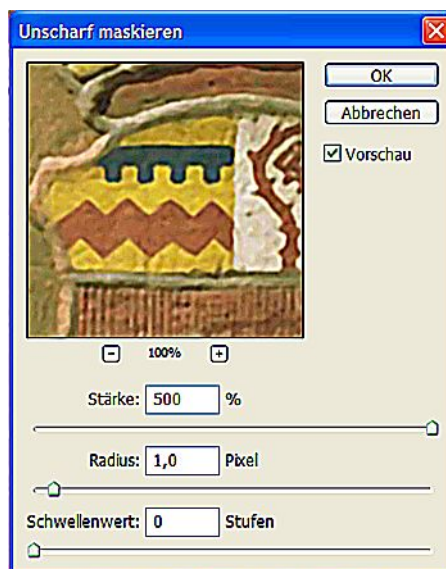 Unscharf maskieren
OK
Abbrechen
Vorschau
100%
Stärke: 500 %
Radius: 1,0 Pixel
Schwellenwert: 0 Stufen